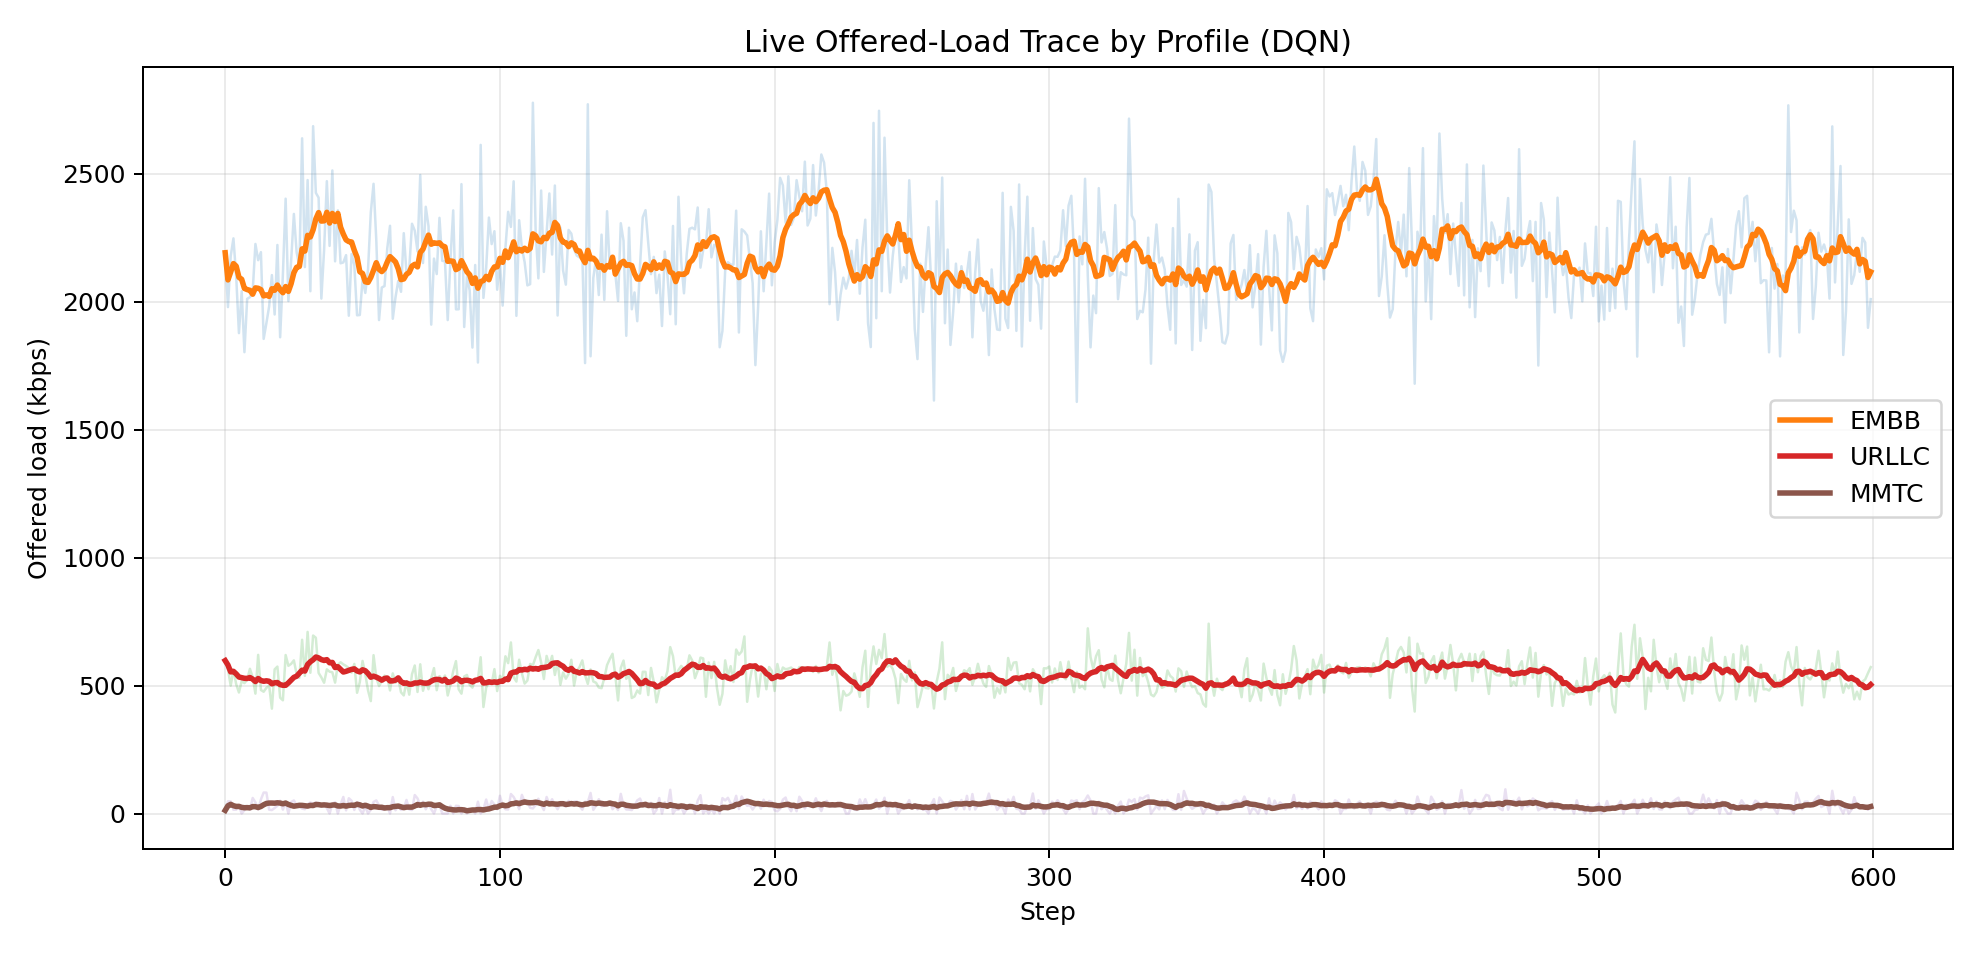 Live Offered-Load Trace by Profile (DQN)
Offered load (kbps)
2500
2000
1500
1000
500
0
EMBB
URLLC
MMTC
0 100 200 300 400 500 600
Step